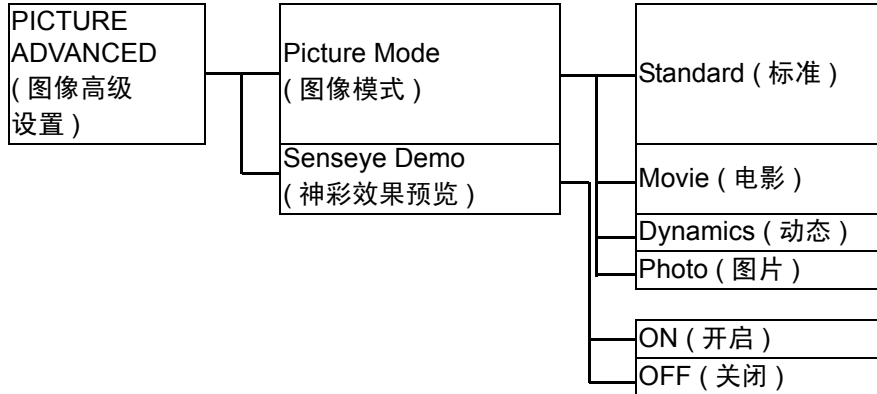 PICTURE
ADVANCED
( 图像高级
设置 )
Picture Mode
( 图像模式 )
Senseye Demo
( 神彩效果预览 )
Standard ( 标准 )
Movie ( 电影 )
Dynamics ( 动态 )
Photo ( 图片 )
ON ( 开启 )
OFF ( 关闭 )